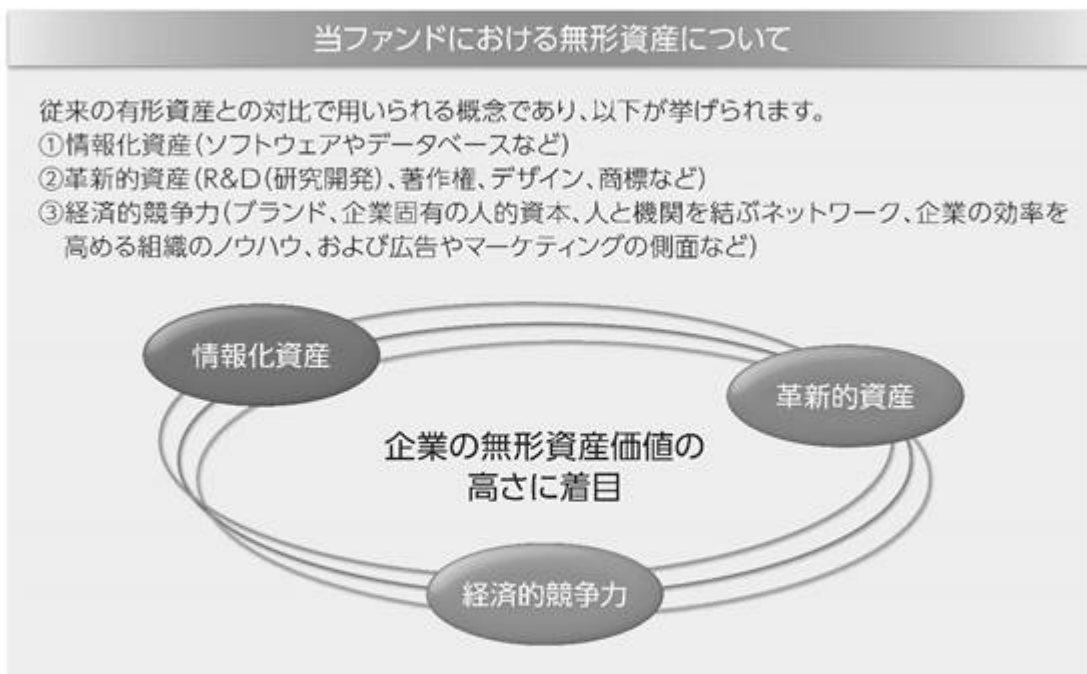 当ファンドにおける無形資産について
従来の有形資産との対比で用いられる概念であり、以下が挙げられます。
①情報化資産(ソフトウェアやデータベースなど)
②革新的資産(R&D(研究開発)、著作権、デザイン、商標など)
③経済的競争力(ブランド、企業固有の人的資本、人と機関を結ぶネットワーク、企業の効率を
高める組織のノウハウ、および広告やマーケティングの側面など)
情報化資産
革新的資産
企業の無形資産価値の
高さに着目
経済的競争力